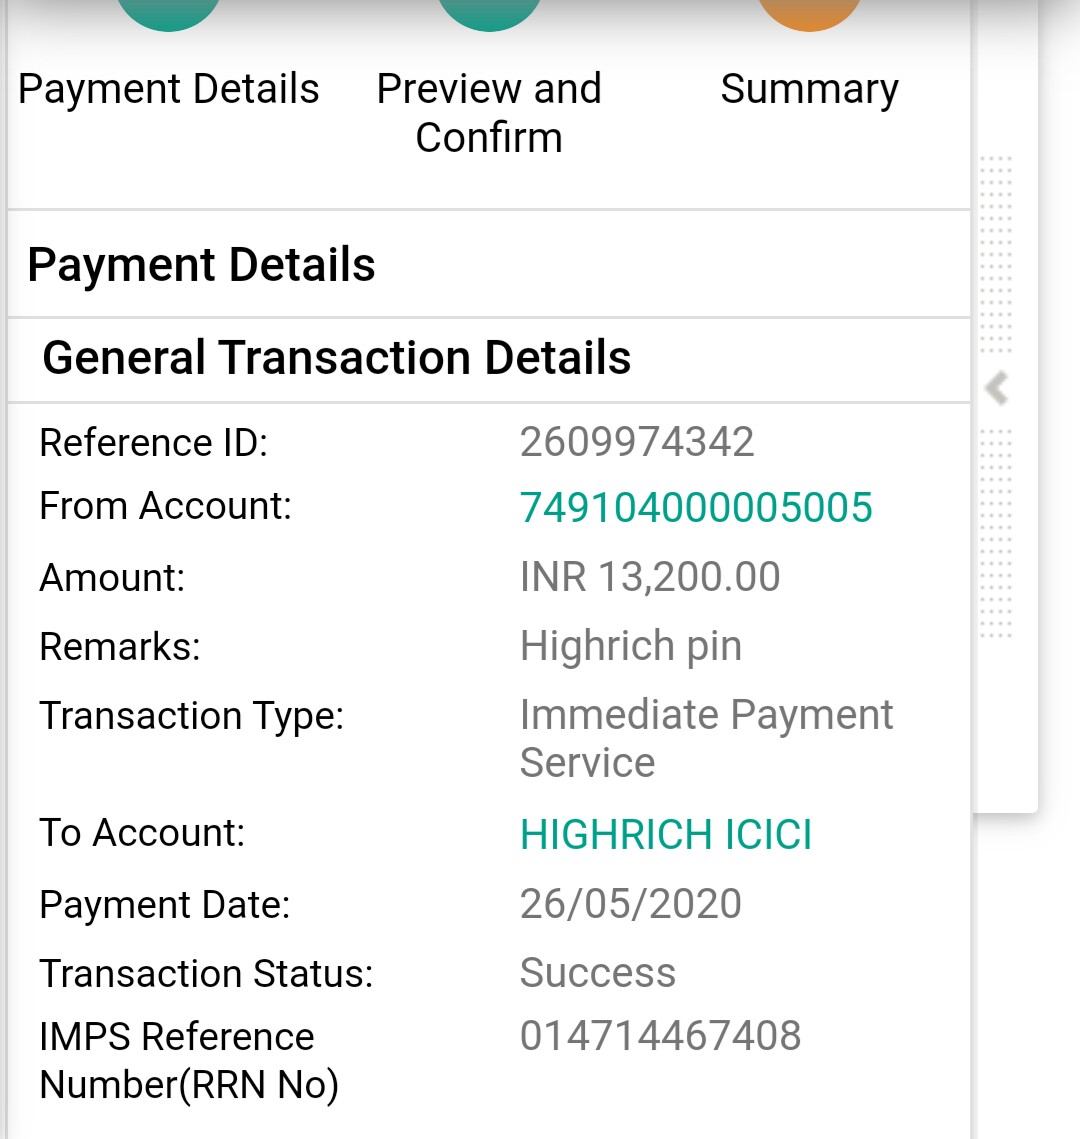 Payment Details
Preview and
Confirm
Summary
Payment Details
General Transaction Details
Reference ID: 2609974342
From Account: 749104000005005
Amount: INR 13,200.00
Remarks: Highrich pin
Transaction Type: Immediate Payment
Service
To Account: HIGHRICH ICICI
Payment Date: 26/05/2020
Transaction Status: Success
IMPS Reference 014714467408
Number(RRN No)